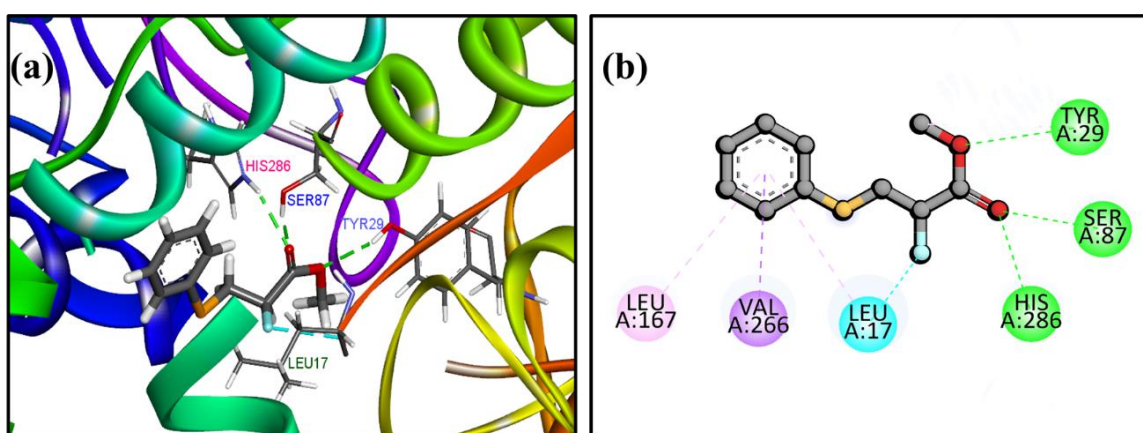 (a)
HIS286
SER87
TYR29
LEU17
(b)
TYR
A:29
SER
A:87
HIS
A:286
LEU
A:17
VAL
A:266
LEU
A:167